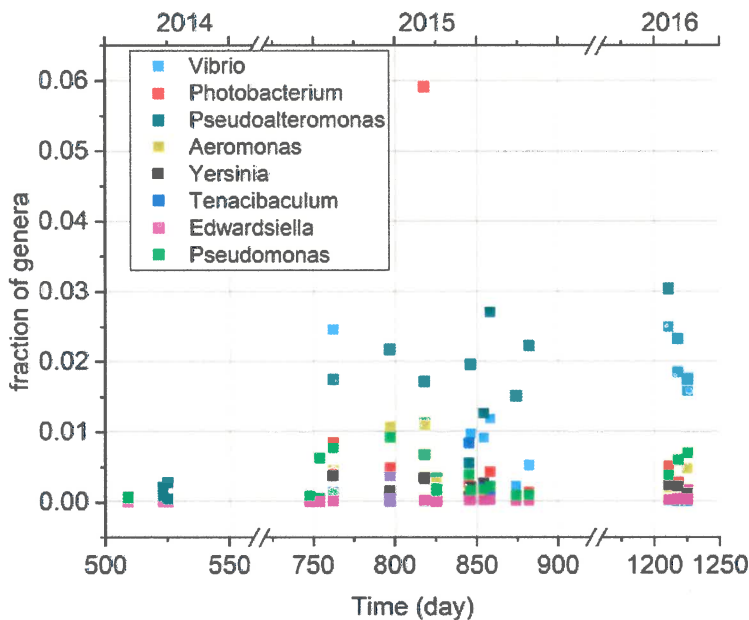 2014 2015 2016
Vibrio
Photobacterium
Pseudoalteromonas
Aeromonas
Yersinia
Tenacibaculum
Edwardsiella
Pseudomonas
fraction of genera
0.06
0.05
0.04
0.03
0.02
0.01
0.00
500 550 750 800 850 900 1200 1250
Time (day)